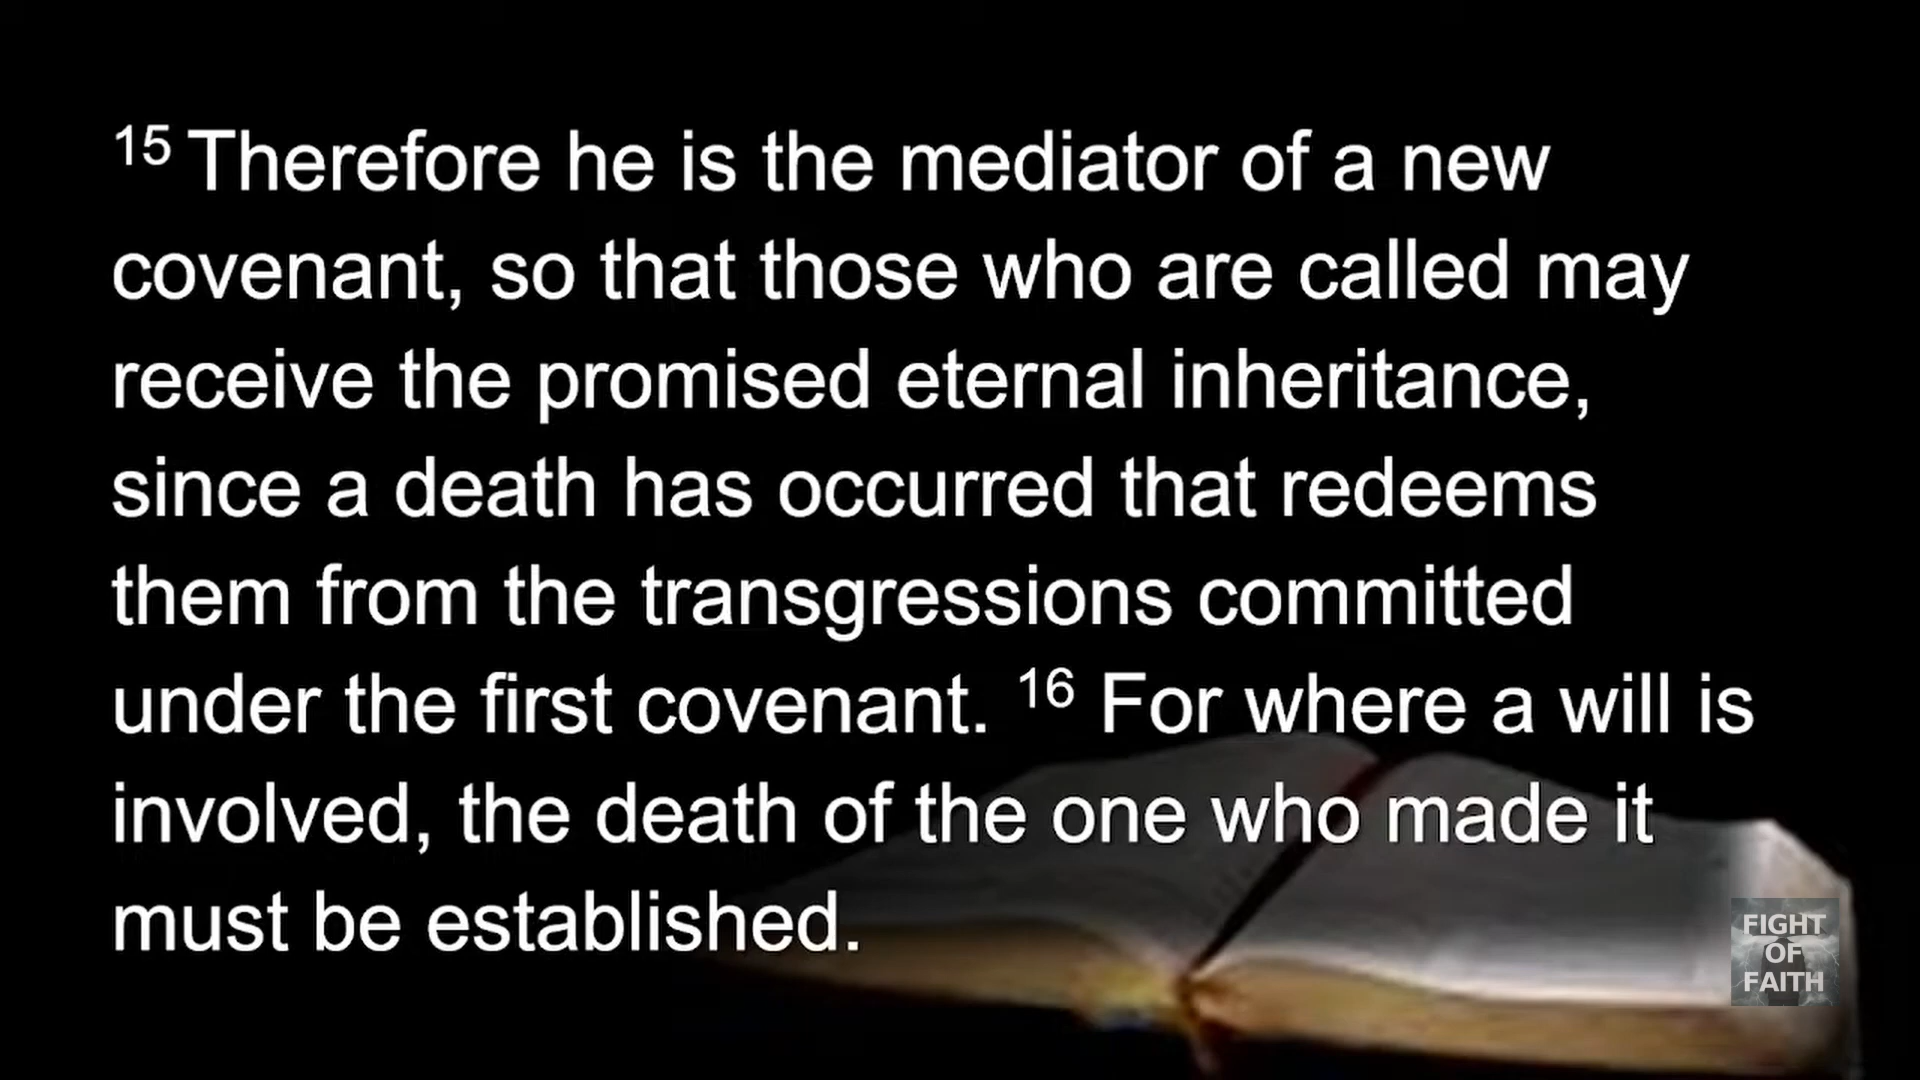 15 Therefore he is the mediator of a new
covenant, so that those who are called may
receive the promised eternal inheritance,
since a death has occurred that redeems
them from the transgressions committed
under the first covenant. 16 For where a will is
involved, the death of the one who made it
must be established.
FIGHT
OF
FAITH